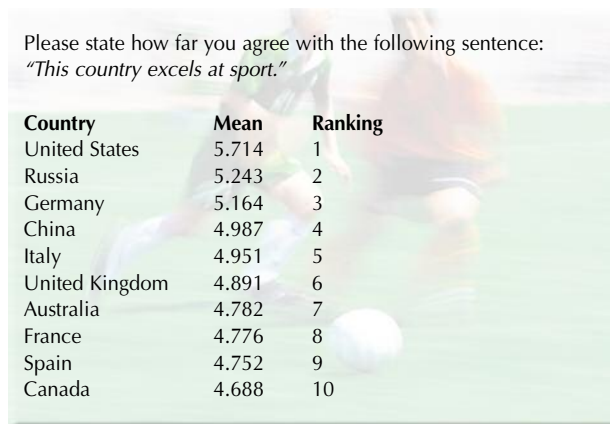 Please state how far you agree with the following sentence:
“This country excels at sport.”
Country Mean Ranking
United States 5.714 1
Russia 5.243 2
Germany 5.164 3
China 4.987 4
Italy 4.951 5
United Kingdom 4.891 6
Australia 4.782 7
France 4.776 8
Spain 4.752 9
Canada 4.688 10